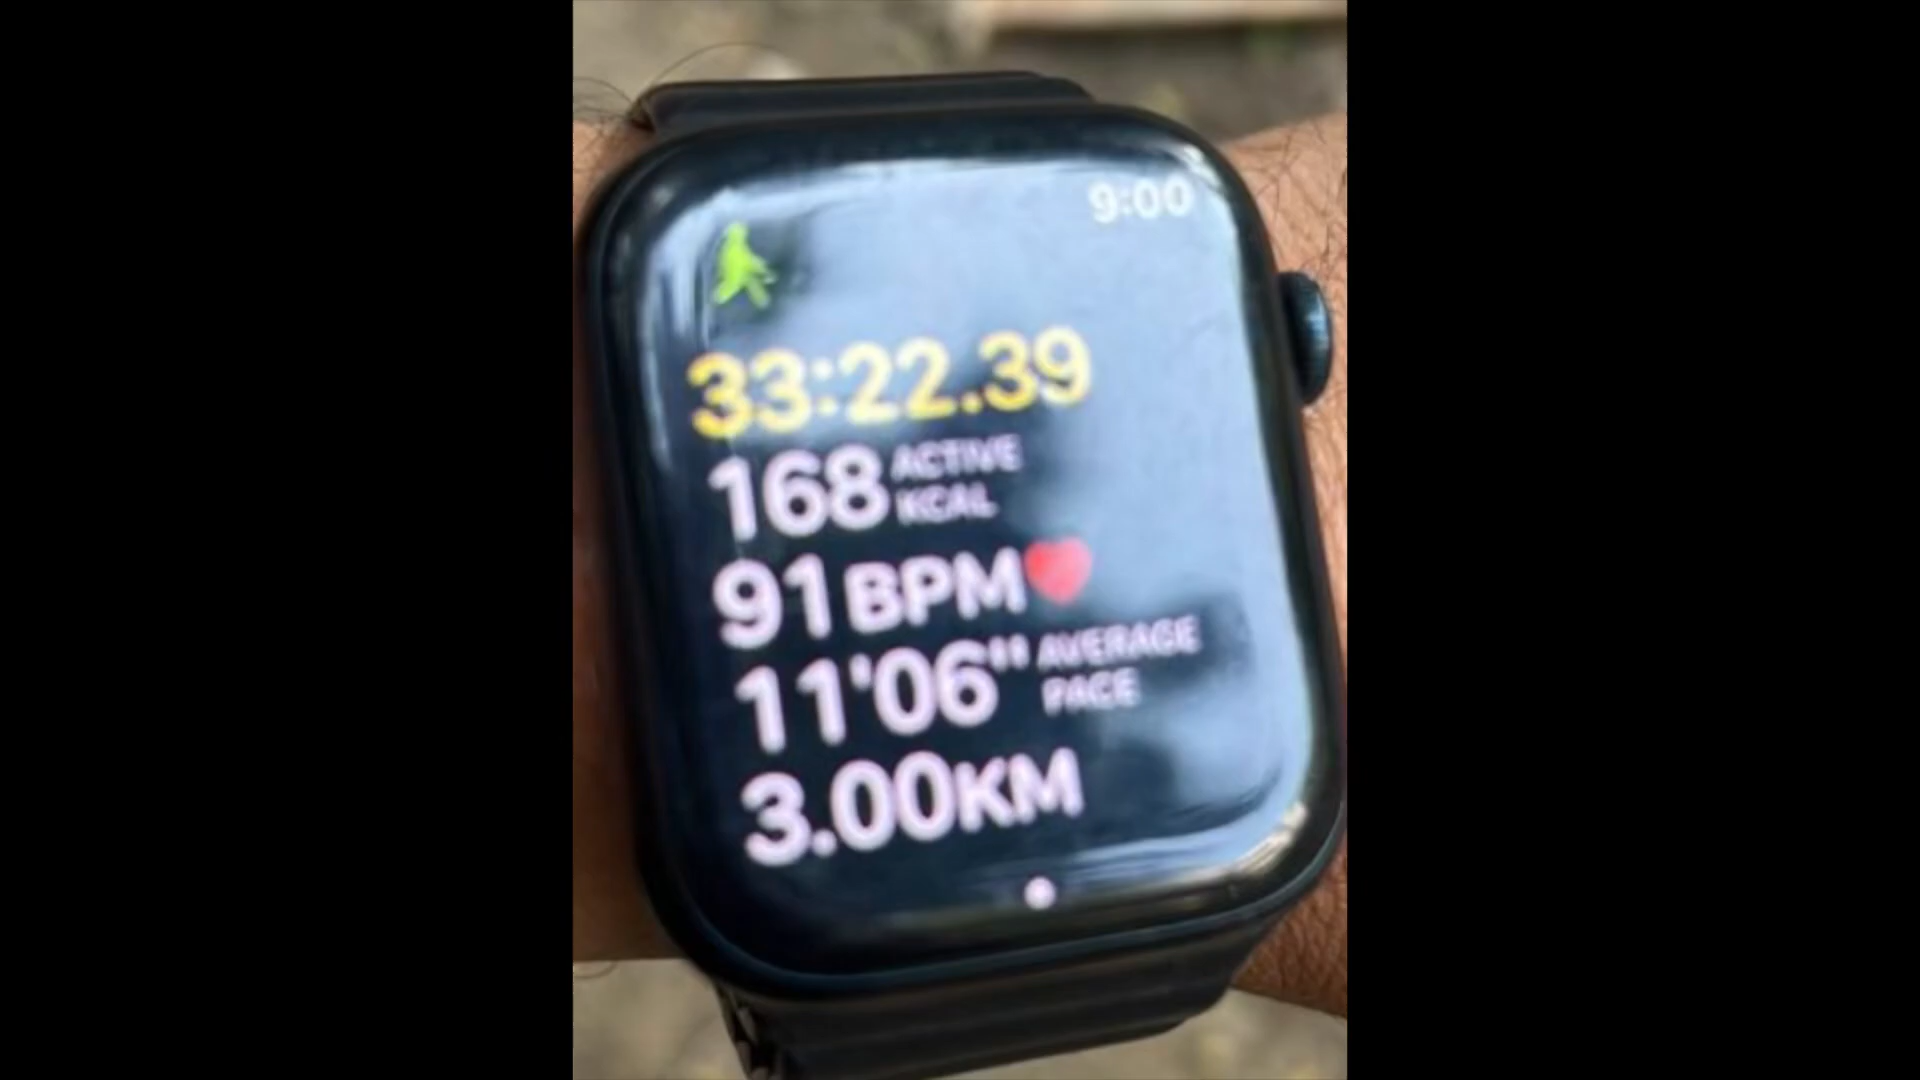 9:00
33:22.39
168 ACTIVE KCAL
91 BPM
11'06" AVERAGE PACE
3.00KM